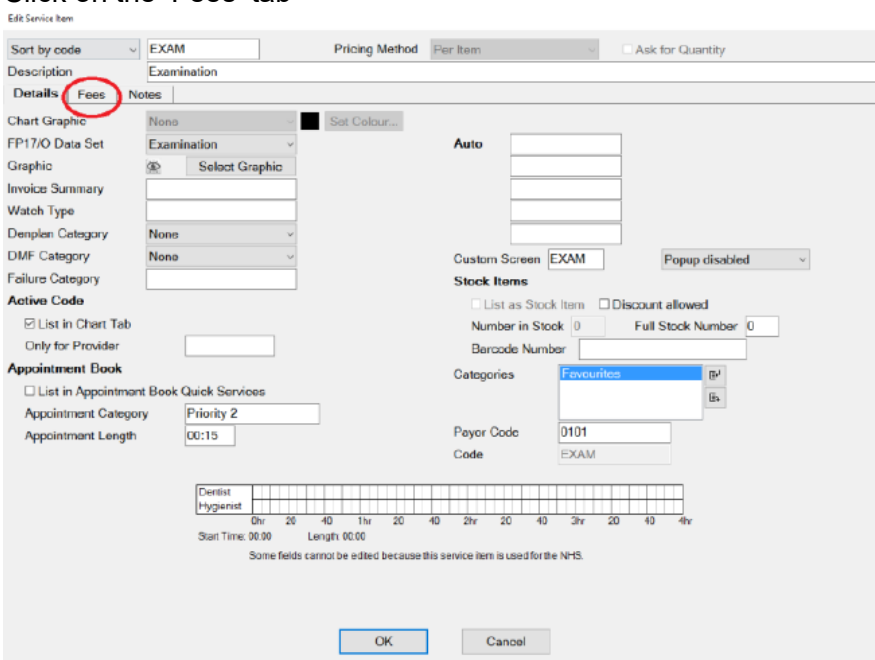 Click on the 'Fees' tab
Edit Service Item
Sort by code EXAM Pricing Method Per Item Ask for Quantity
Description Examination
Details Fees Notes
Chart Graphic None Set Colour...
FP17/O Data Set Examination Auto
Graphic Select Graphic
Invoice Summary
Watch Type
Denplan Category None
DMF Category None Custom Screen EXAM Popup disabled
Failure Category Stock Items
Active Code List as Stock Item Discount allowed
List in Chart Tab Number in Stock 0 Full Stock Number 0
Only for Provider Barcode Number
Appointment Book Categories Favourites
List in Appointment Book Quick Services
Appointment Category Priority 2
Appointment Length 00:15 Payor Code 0101
Code EXAM
Dentist
Hygienist
0hr 20 40 1hr 20 40 2hr 20 40 3hr 20 40 4hr
Start Time: 00:00 Length: 00:00
Some fields cannot be edited because this service item is used for the NHS.
OK Cancel